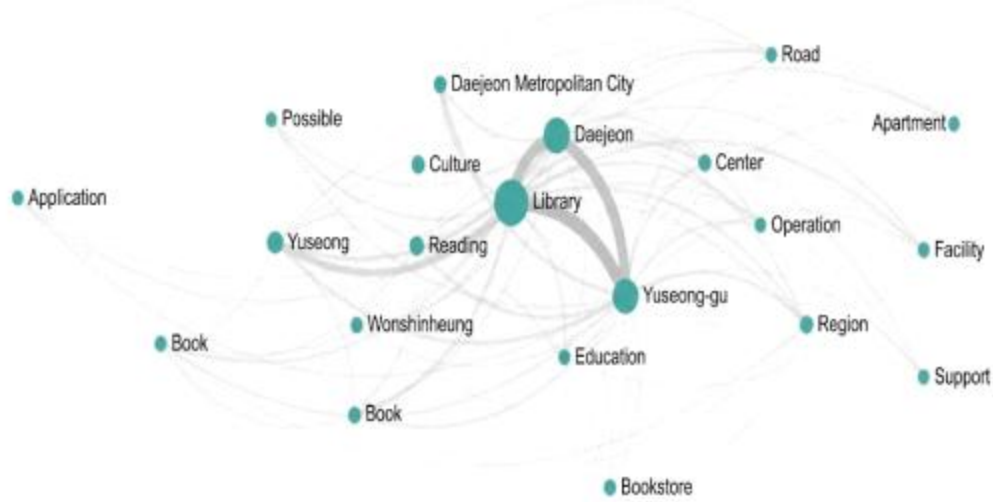 Road
Daejeon Metropolitan City
Possible
Apartment
Daejeon
Culture
Center
Application
Library
Operation
Yuseong
Reading
Facility
Yuseong-gu
Wonshinheung
Region
Book
Education
Support
Book
Bookstore